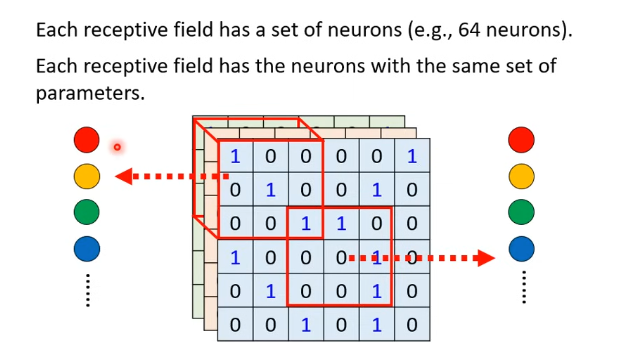 Each receptive field has a set of neurons (e.g., 64 neurons).
Each receptive field has the neurons with the same set of
parameters.
1 0 0 0 0 1
0 1 0 0 1 0
0 0 1 1 0 0
1 0 0 0 1 0
0 1 0 0 1 0
0 0 1 0 1 0